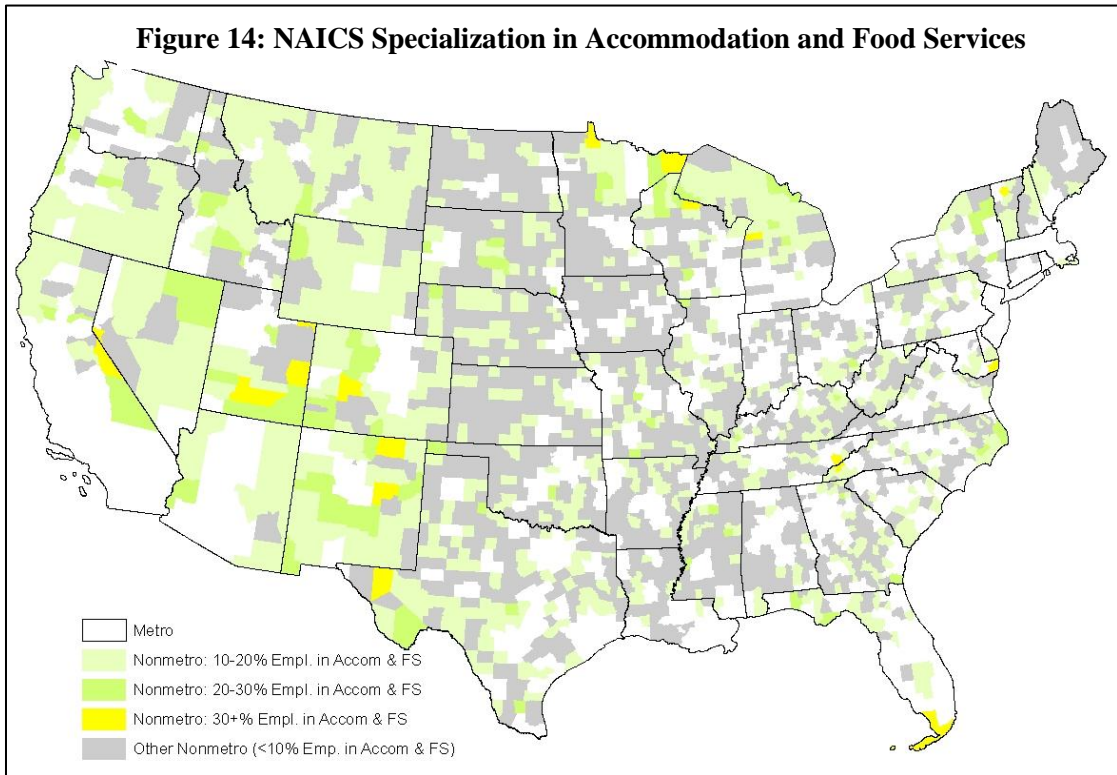 Figure 14: NAICS Specialization in Accommodation and Food Services
Metro
Nonmetro: 10-20% Empl. in Accom & FS
Nonmetro: 20-30% Empl. in Accom & FS
Nonmetro: 30+% Empl. in Accom & FS
Other Nonmetro (<10% Emp. in Accom & FS)